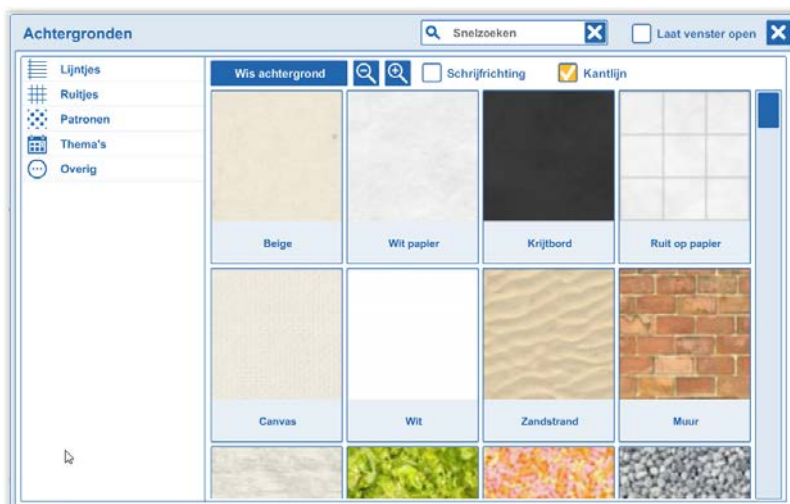 Achtergronden
Snelzoeken
Laat venster open
Lijntjes
Ruitjes
Patronen
Thema's
Overig
Wis achtergrond
Schrijfrichting
Kantlijn
Beige
Wit papier
Krijtbord
Ruit op papier
Canvas
Wit
Zandstrand
Muur